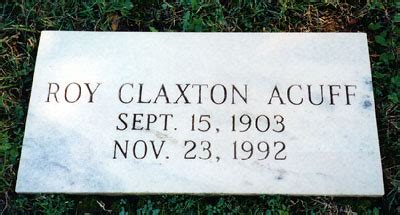 ROY CLAXTON ACUFF
SEPT. 15, 1903
NOV. 23, 1992